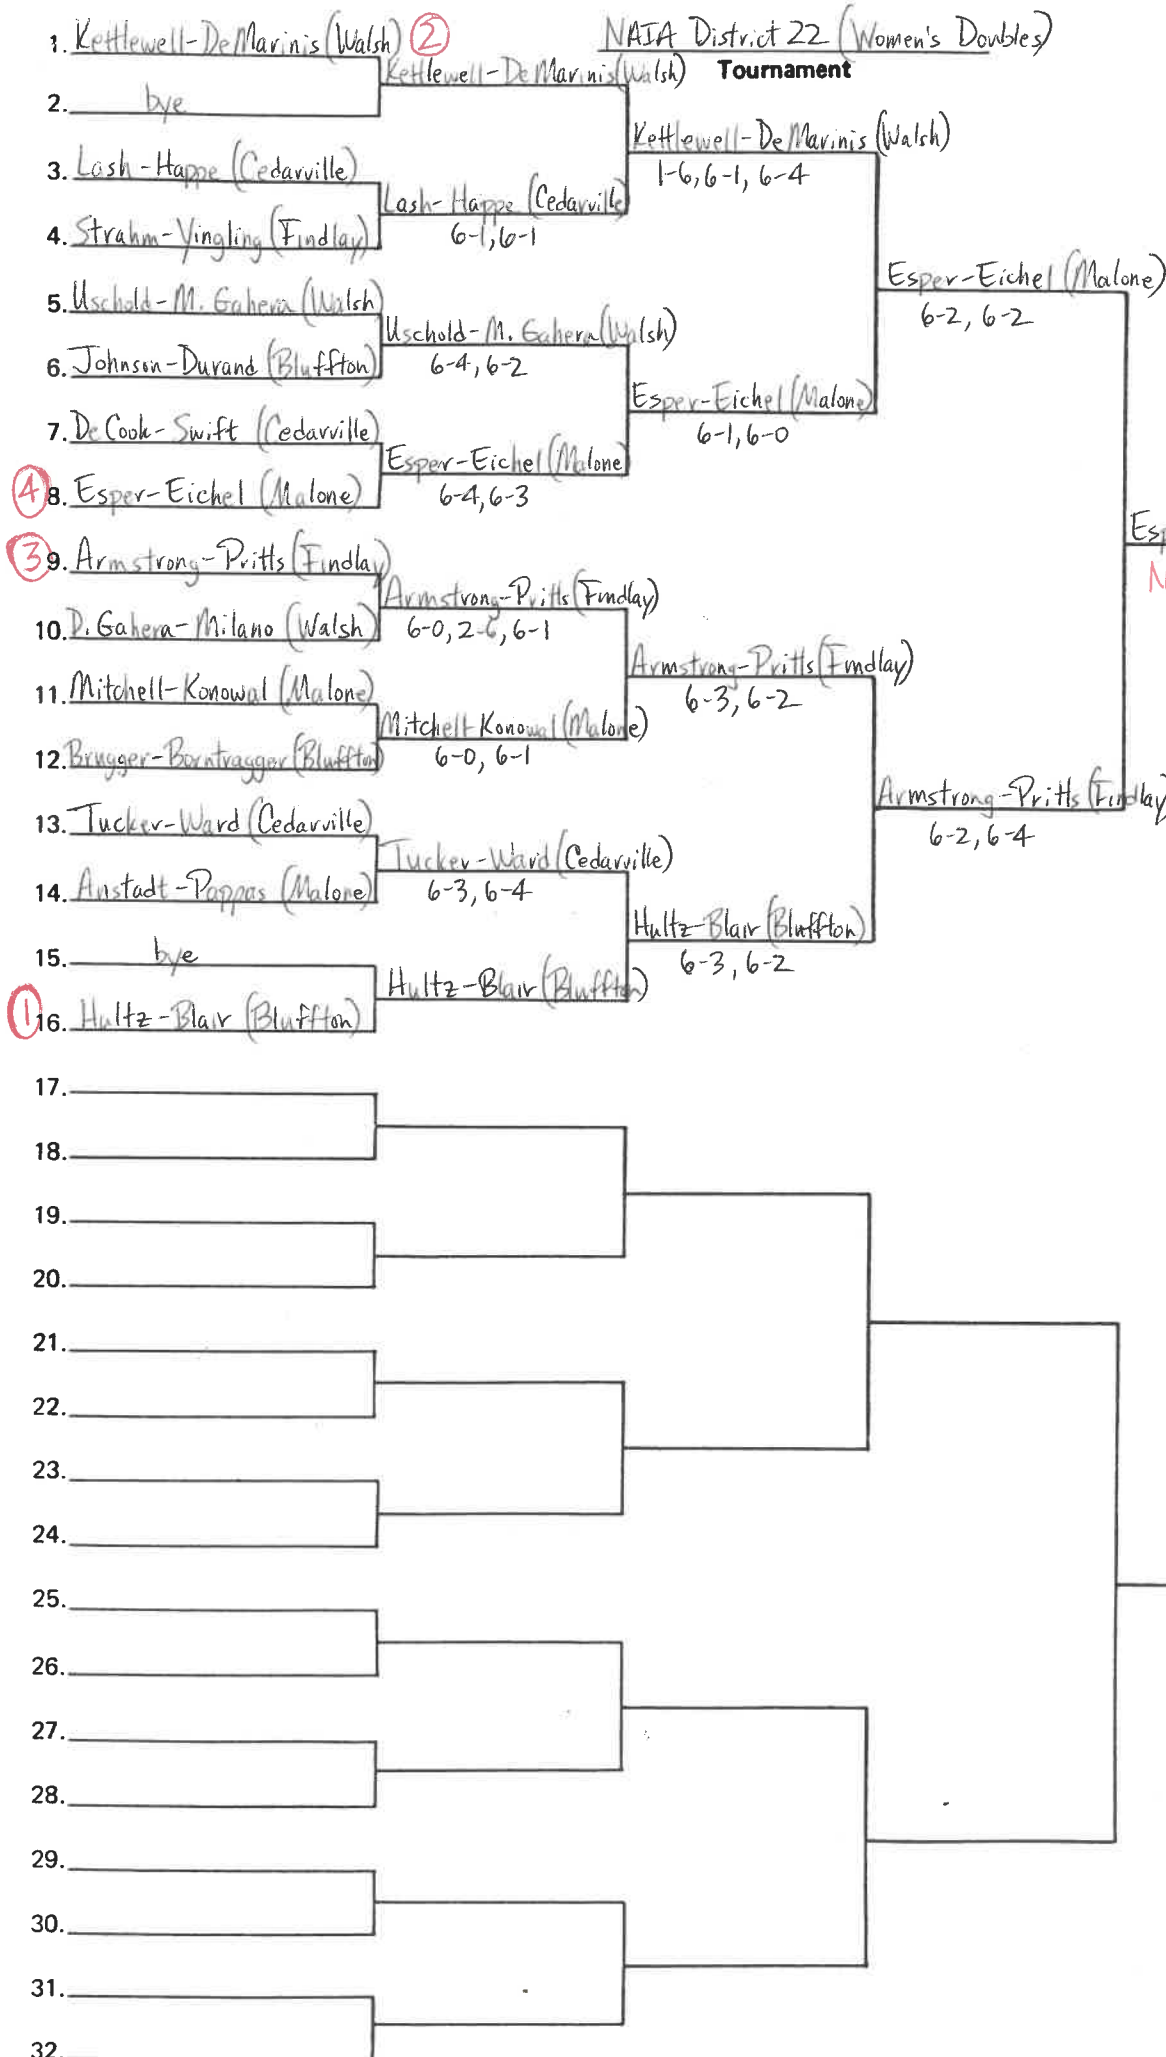 NAIA District 22 (Women's Doubles)
Tournament
1. Kettlewell-DeMarinis (Walsh) 2
2. bye
3. Lash-Happe (Cedarville)
4. Strahm-Yingling (Findlay)
5. Uschold-M. Gahera (Walsh)
6. Johnson-Durand (Bluffton)
7. DeCook-Swift (Cedarville)
4 8. Esper-Eichel (Malone)
3 9. Armstrong-Pritts (Findlay)
10. D. Gahera-Milano (Walsh)
11. Mitchell-Konowal (Malone)
12. Brugger-Borntragger (Bluffton)
13. Tucker-Ward (Cedarville)
14. Anstadt-Pappas (Malone)
15. bye
1 16. Hultz-Blair (Bluffton)
17.
18.
19.
20.
21.
22.
23.
24.
25.
26.
27.
28.
29.
30.
31.
32.
Kettlewell-DeMarinis (Walsh)
Lash-Happe (Cedarville)
6-1, 6-1
Uschold-M. Gahera (Walsh)
6-4, 6-2
Esper-Eichel (Malone)
6-4, 6-3
Armstrong-Pritts (Findlay)
6-0, 2-6, 6-1
Mitchell-Konowal (Malone)
6-0, 6-1
Tucker-Ward (Cedarville)
6-3, 6-4
Hultz-Blair (Bluffton)
Kettlewell-DeMarinis (Walsh)
1-6, 6-1, 6-4
Esper-Eichel (Malone)
6-1, 6-0
Armstrong-Pritts (Findlay)
6-3, 6-2
Hultz-Blair (Bluffton)
6-3, 6-2
Esper-Eichel (Malone)
6-2, 6-2
Armstrong-Pritts (Findlay)
6-2, 6-4
Esp